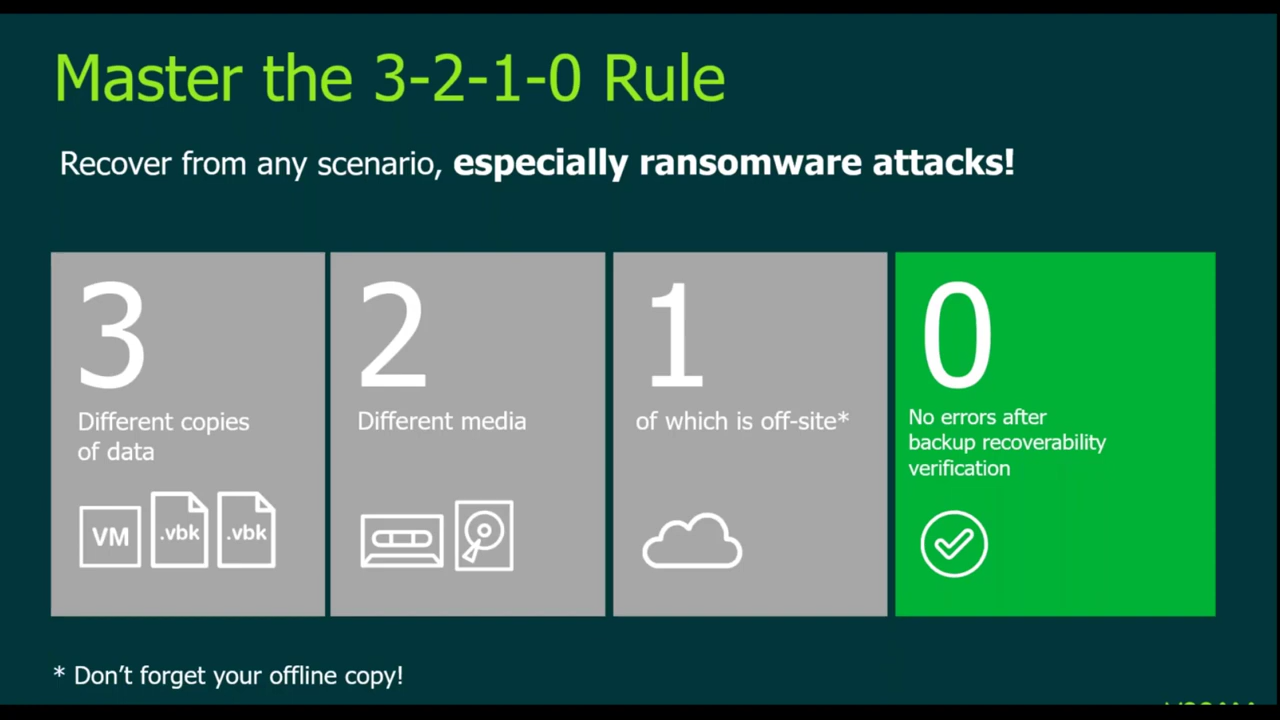 Master the 3-2-1-0 Rule
Recover from any scenario, especially ransomware attacks!
3
Different copies
of data
VM
.vbk
.vbk
2
Different media
1
of which is off-site*
0
No errors after
backup recoverability
verification
* Don’t forget your offline copy!